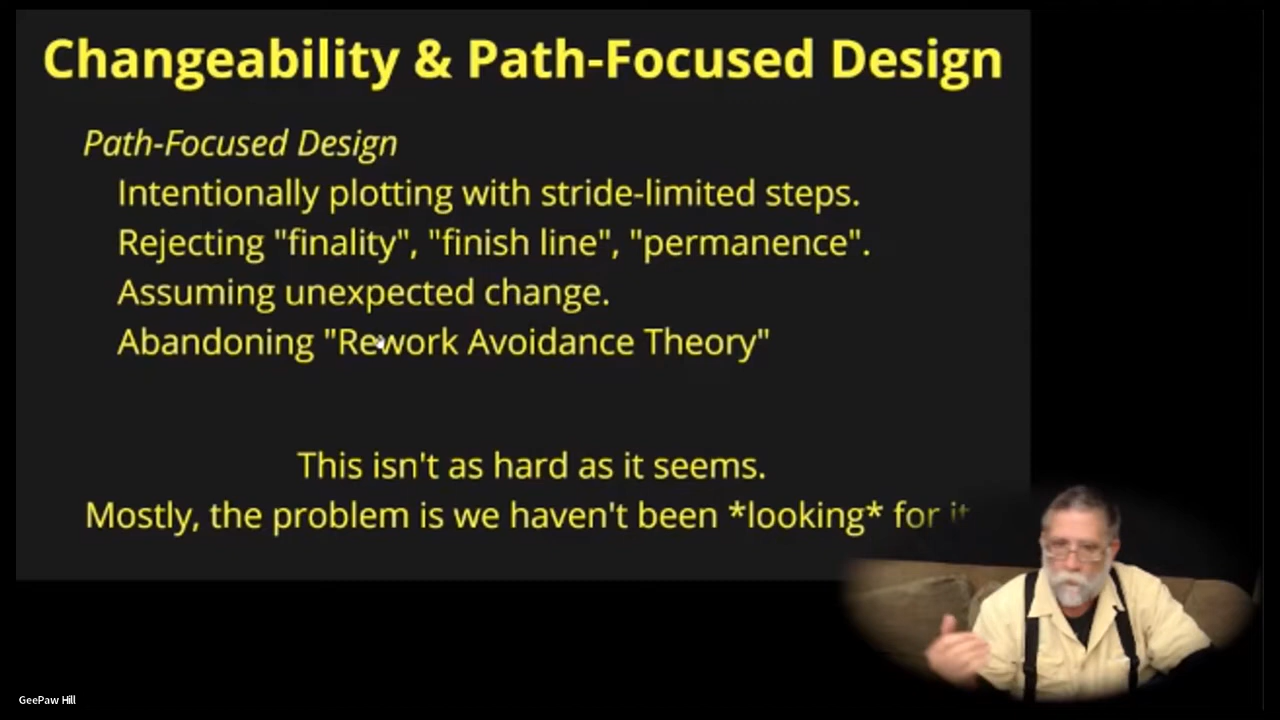 Changeability & Path-Focused Design
Path-Focused Design
Intentionally plotting with stride-limited steps.
Rejecting "finality", "finish line", "permanence".
Assuming unexpected change.
Abandoning "Rework Avoidance Theory"
This isn't as hard as it seems.
Mostly, the problem is we haven't been *looking* for it
GeePaw Hill